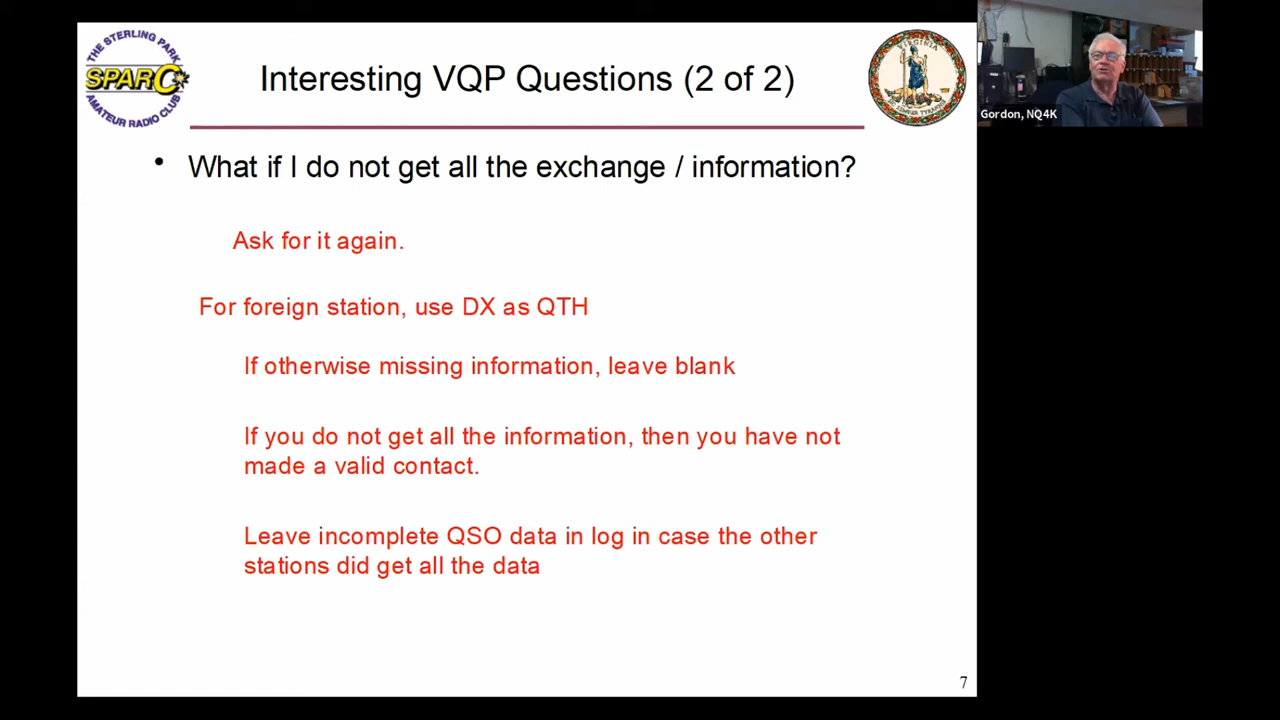 THE STERLING PARK
SPARC
AMATEUR RADIO CLUB
Interesting VQP Questions (2 of 2)
VIRGINIA
Gordon, NQ4K
• What if I do not get all the exchange / information?
Ask for it again.
For foreign station, use DX as QTH
If otherwise missing information, leave blank
If you do not get all the information, then you have not
made a valid contact.
Leave incomplete QSO data in log in case the other
stations did get all the data
7